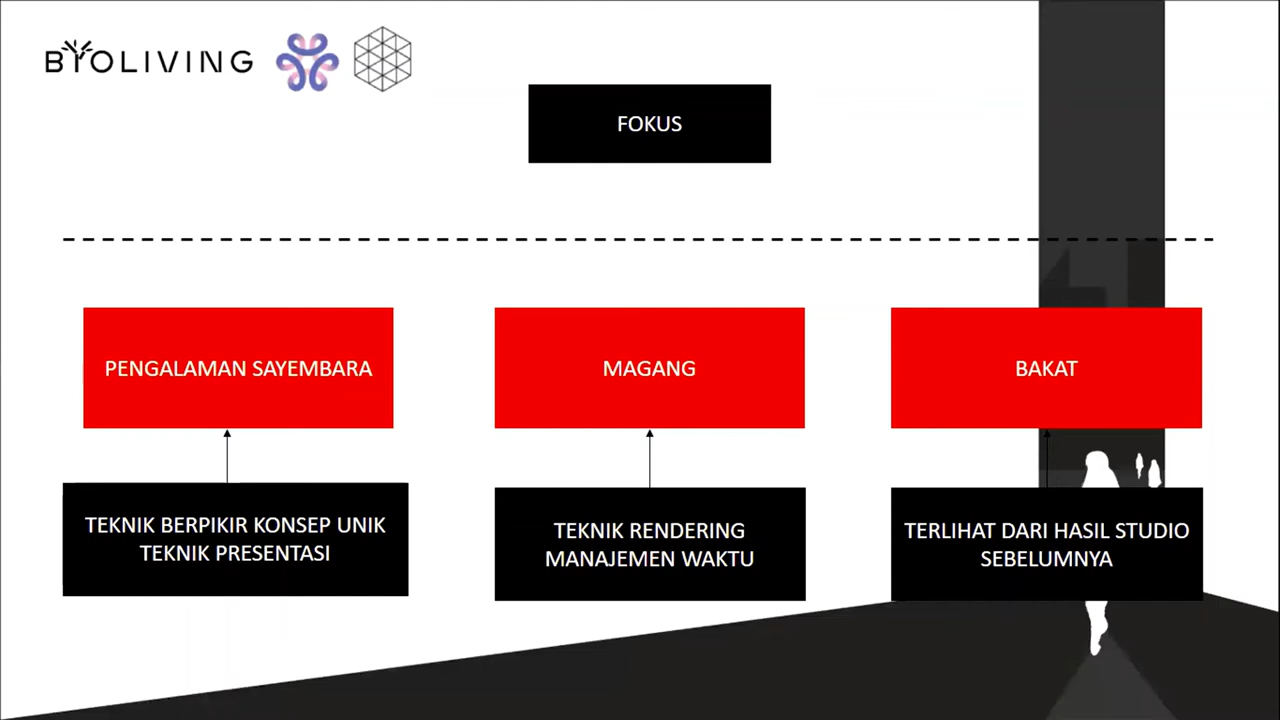 BYOLIVING
FOKUS
PENGALAMAN SAYEMBARA
MAGANG
BAKAT
TEKNIK BERPIKIR KONSEP UNIK
TEKNIK PRESENTASI
TEKNIK RENDERING
MANAJEMEN WAKTU
TERLIHAT DARI HASIL STUDIO
SEBELUMNYA